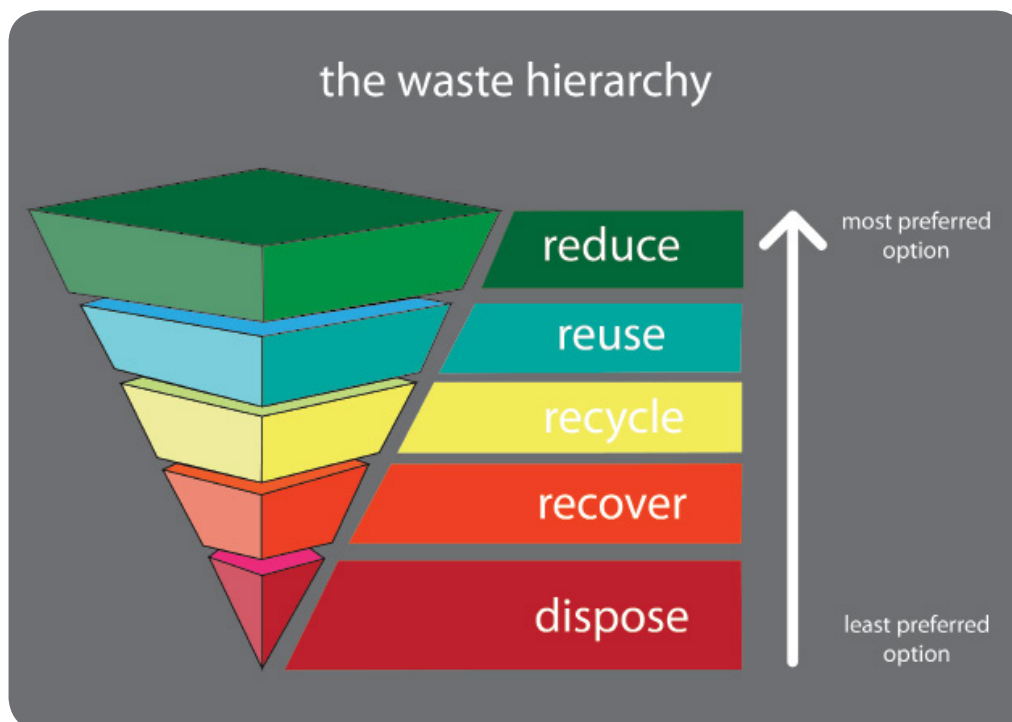 the waste hierarchy
reduce
most preferred
option
reuse
recycle
recover
dispose
least preferred
option